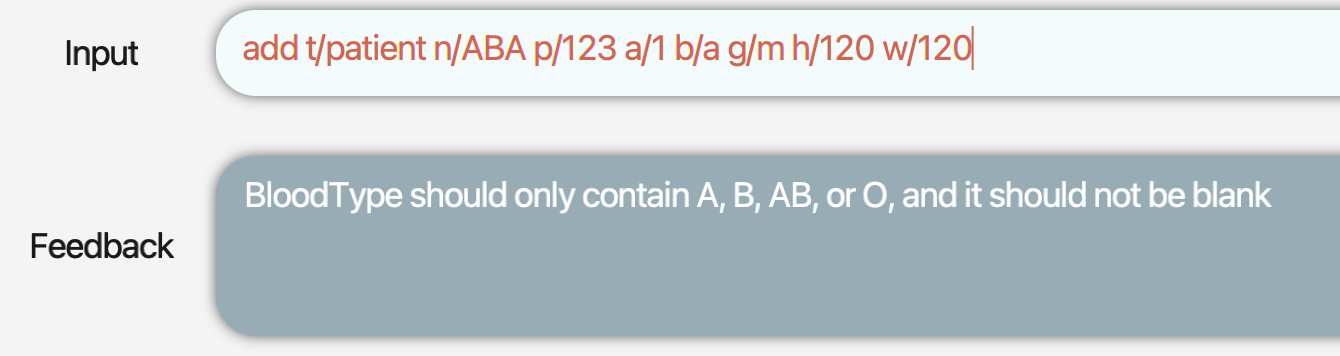 Input
add t/patient n/ABA p/123 a/1 b/a g/m h/120 w/120
BloodType should only contain A, B, AB, or O, and it should not be blank
Feedback